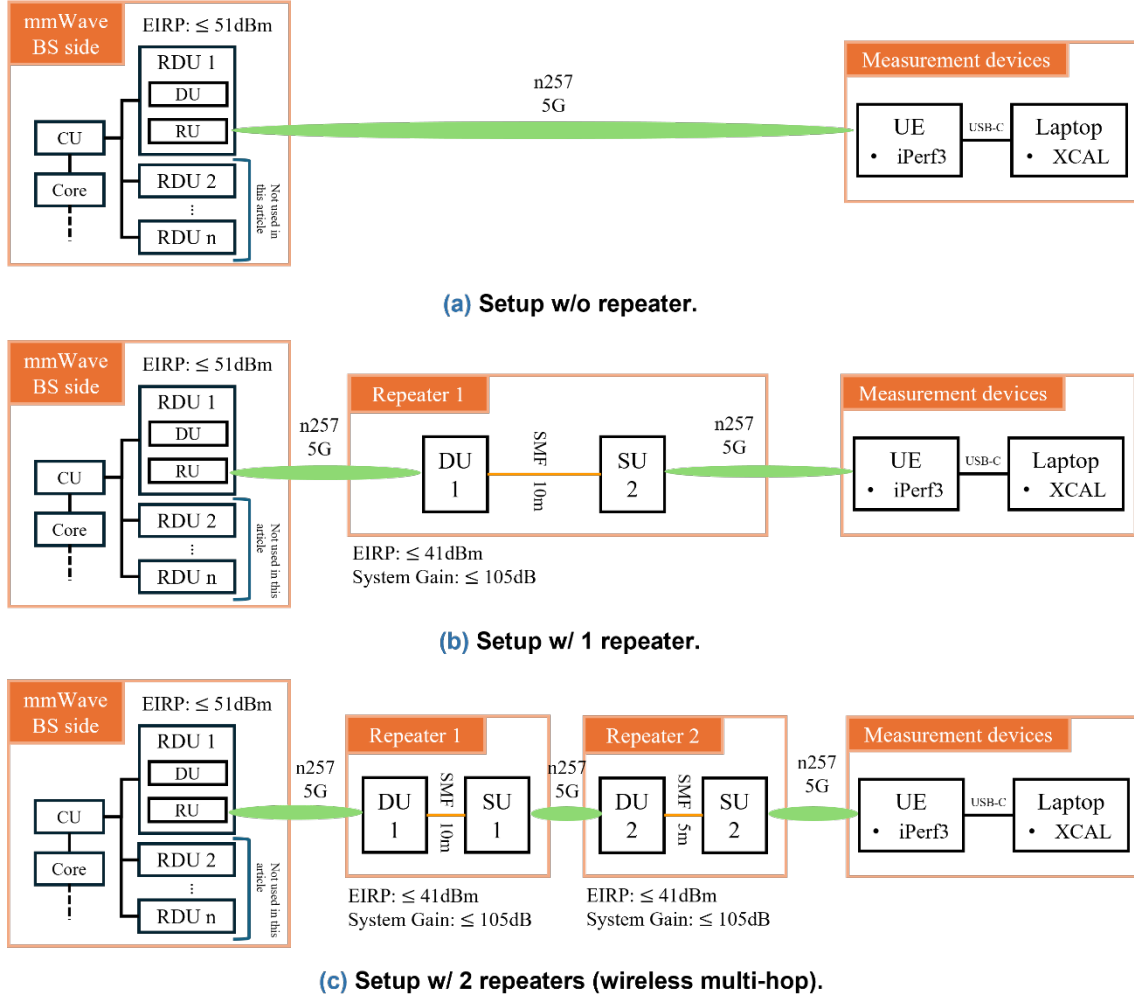 mmWave
BS side
EIRP: ≤ 51dBm
RDU 1
DU
RU
CU
Core
RDU 2
⋮
RDU n
Not used in
this article
n257
5G
Measurement devices
UE
• iPerf3
USB-C
Laptop
• XCAL
(a) Setup w/o repeater.
mmWave
BS side
EIRP: ≤ 51dBm
RDU 1
DU
RU
CU
Core
RDU 2
⋮
RDU n
Not used in this
article
n257
5G
Repeater 1
DU
1
SMF
10m
SU
2
EIRP: ≤ 41dBm
System Gain: ≤ 105dB
n257
5G
Measurement devices
UE
• iPerf3
USB-C
Laptop
• XCAL
(b) Setup w/ 1 repeater.
mmWave
BS side
EIRP: ≤ 51dBm
RDU 1
DU
RU
CU
Core
RDU 2
⋮
RDU n
Not used in this
article
n257
5G
Repeater 1
DU
1
SMF
10m
SU
1
EIRP: ≤ 41dBm
System Gain: ≤ 105dB
n257
5G
Repeater 2
DU
2
SMF
5m
SU
2
EIRP: ≤ 41dBm
System Gain: ≤ 105dB
n257
5G
Measurement devices
UE
• iPerf3
USB-C
Laptop
• XCAL
(c) Setup w/ 2 repeaters (wireless multi-hop).